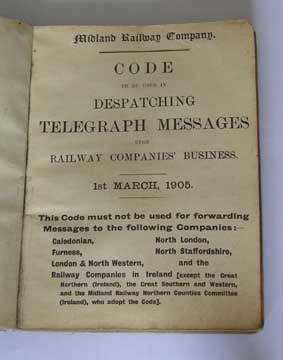 Midland Railway Company.
CODE
TO BE USED IN
DESPATCHING
TELEGRAPH MESSAGES
UPON
RAILWAY COMPANIES' BUSINESS.
1st MARCH, 1905.
This Code must not be used for forwarding
Messages to the following Companies:—
Caledonian, North London,
Furness, North Staffordshire,
London & North Western, and the
Railway Companies in Ireland [except the Great
Northern (Ireland), the Great Southern and Western,
and the Midland Railway Northern Counties Committee
(Ireland), who adopt the Code].